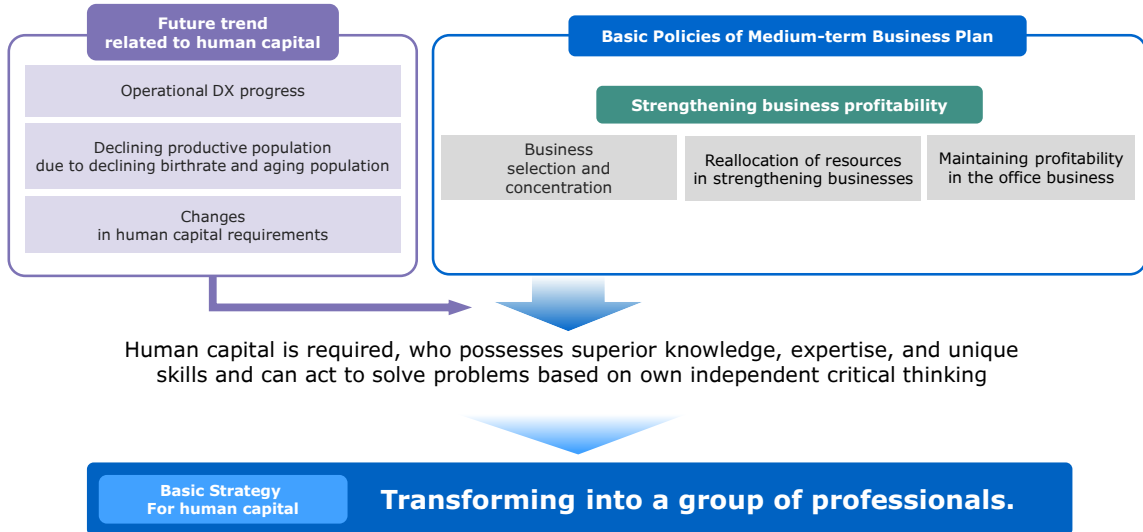 Future trend
related to human capital
Operational DX progress
Declining productive population
due to declining birthrate and aging population
Changes
in human capital requirements
Basic Policies of Medium-term Business Plan
Strengthening business profitability
Business
selection and
concentration
Reallocation of resources
in strengthening businesses
Maintaining profitability
in the office business
Human capital is required, who possesses superior knowledge, expertise, and unique
skills and can act to solve problems based on own independent critical thinking
Basic Strategy
For human capital
Transforming into a group of professionals.